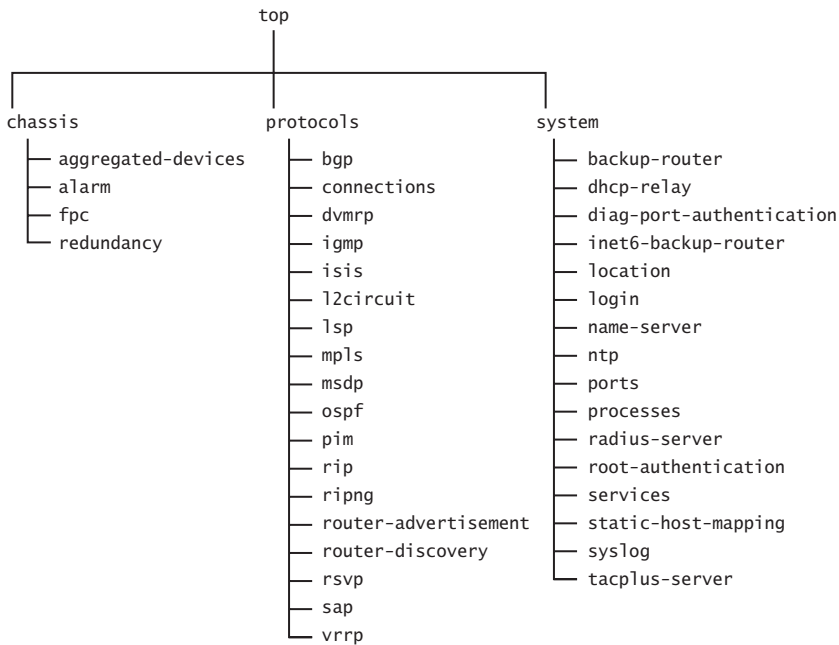 top
chassis
aggregated-devices
alarm
fpc
redundancy
protocols
bgp
connections
dvmrp
igmp
isis
l2circuit
lsp
mpls
msdp
ospf
pim
rip
ripng
router-advertisement
router-discovery
rsvp
sap
vrrp
system
backup-router
dhcp-relay
diag-port-authentication
inet6-backup-router
location
login
name-server
ntp
ports
processes
radius-server
root-authentication
services
static-host-mapping
syslog
tacplus-server